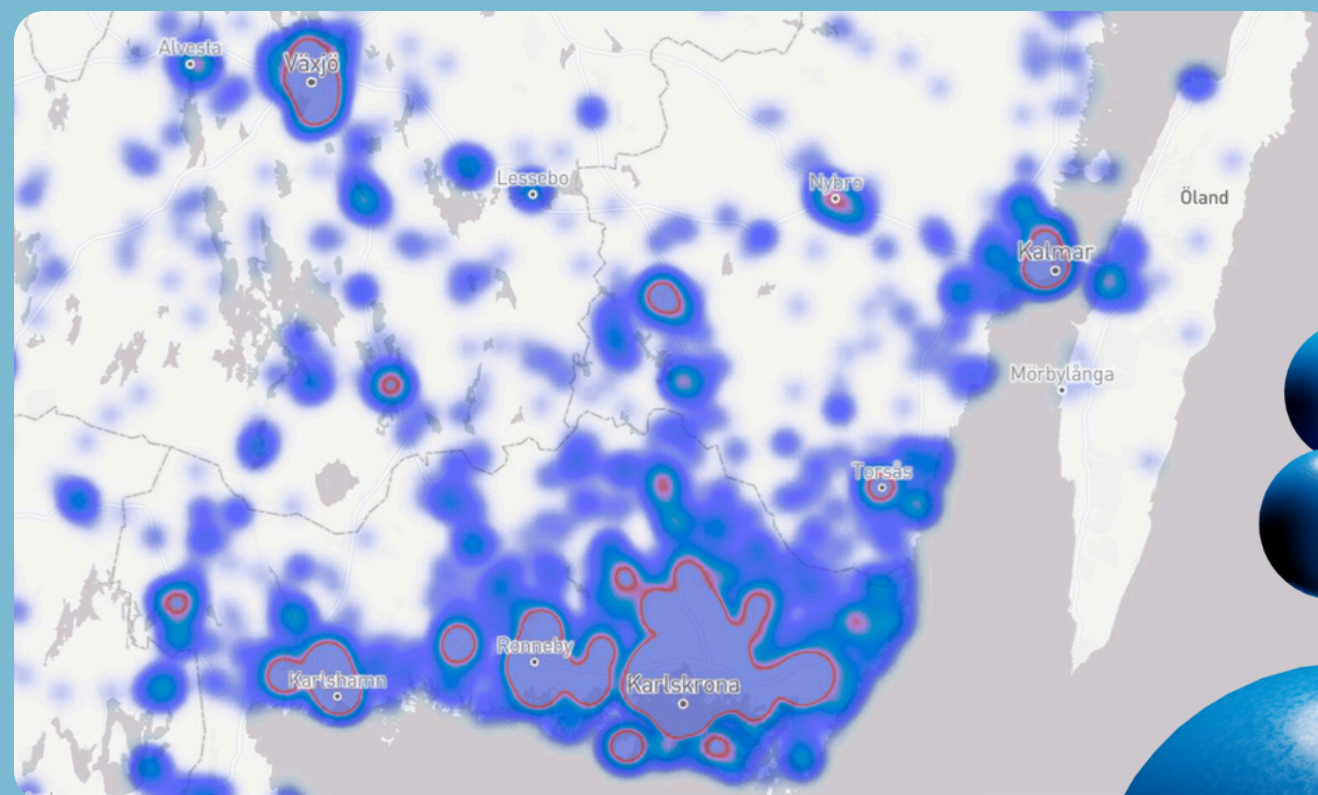 Alvesta
Växjö
Lessebo
Nybro
Öland
Kalmar
Mörbylånga
Torsås
Ronneby
Karlshamn
Karlskrona